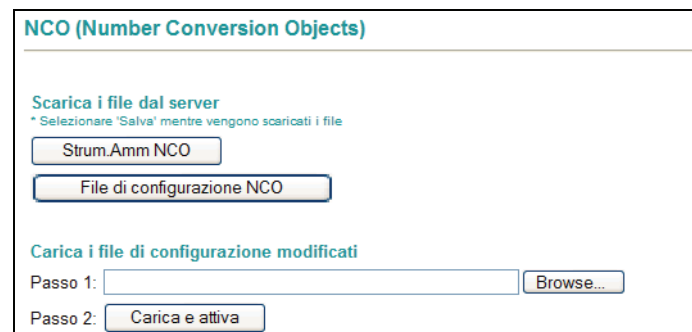 NCO (Number Conversion Objects)
Scarica i file dal server
* Selezionare 'Salva' mentre vengono scaricati i file
Strum.Amm NCO
File di configurazione NCO
Carica i file di configurazione modificati
Passo 1: Browse...
Passo 2: Carica e attiva